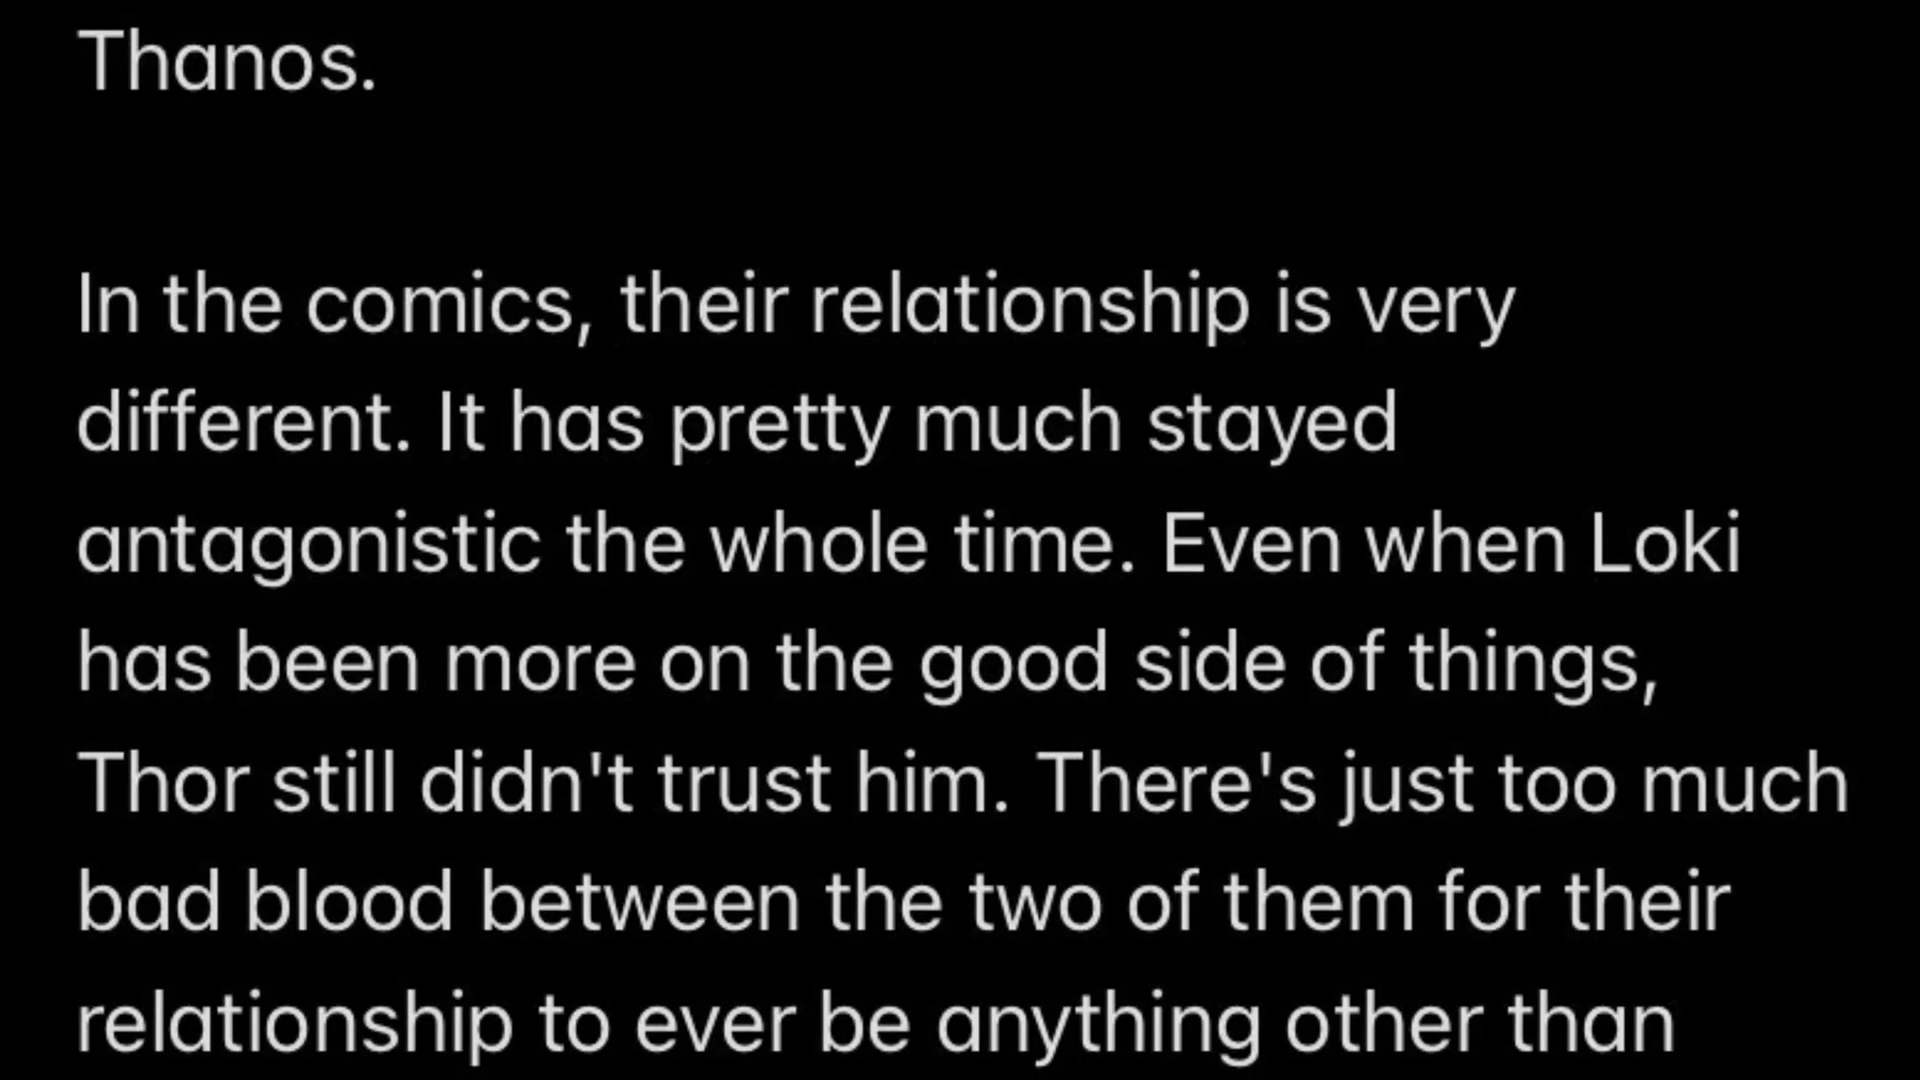 Thanos.
In the comics, their relationship is very
different. It has pretty much stayed
antagonistic the whole time. Even when Loki
has been more on the good side of things,
Thor still didn't trust him. There's just too much
bad blood between the two of them for their
relationship to ever be anything other than